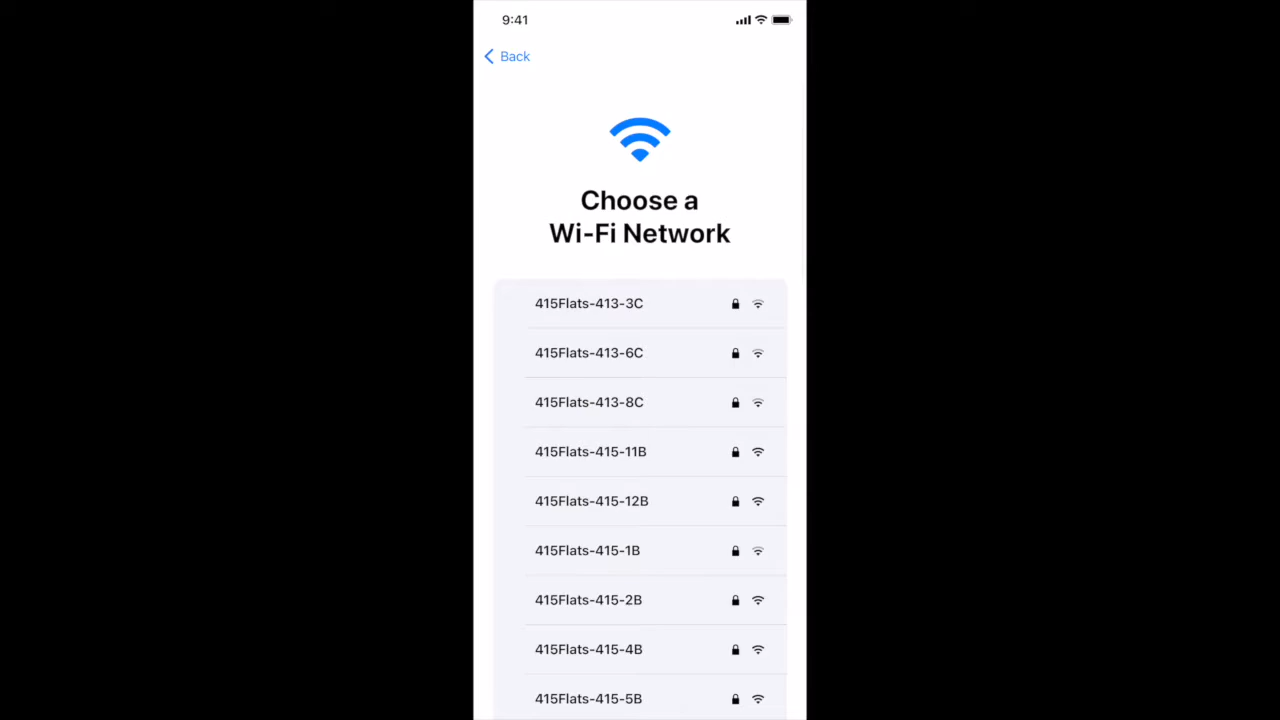 9:41
Back
Choose a
Wi-Fi Network
415Flats-413-3C
415Flats-413-6C
415Flats-413-8C
415Flats-415-11B
415Flats-415-12B
415Flats-415-1B
415Flats-415-2B
415Flats-415-4B
415Flats-415-5B